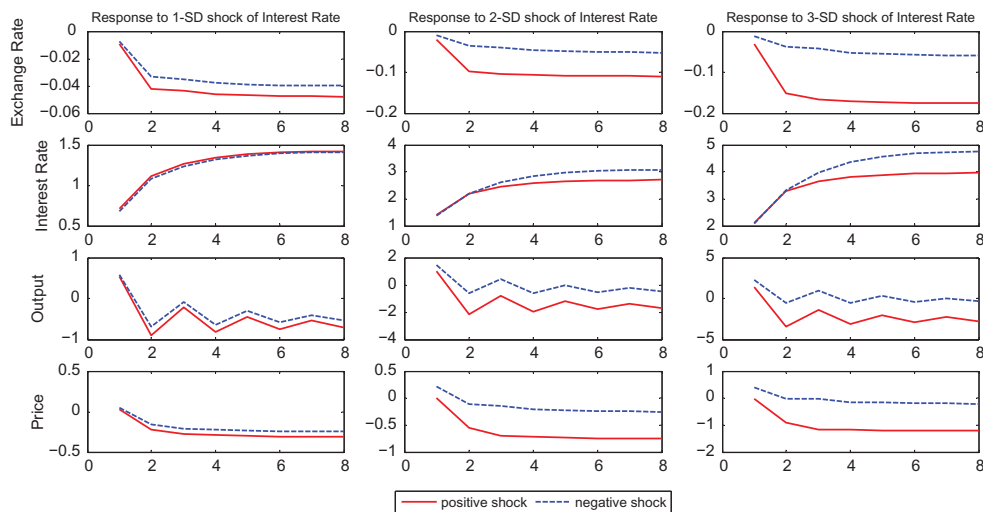 Response to 1-SD shock of Interest Rate
Response to 2-SD shock of Interest Rate
Response to 3-SD shock of Interest Rate
Exchange Rate
0
−0.02
−0.04
−0.06
0 2 4 6 8
0
−0.1
−0.2
0 2 4 6 8
0
−0.1
−0.2
0 2 4 6 8
Interest Rate
1.5
1
0.5
0 2 4 6 8
4
3
2
1
0 2 4 6 8
5
4
3
2
0 2 4 6 8
Output
1
0
−1
0 2 4 6 8
2
0
−2
−4
0 2 4 6 8
5
0
−5
0 2 4 6 8
Price
0.5
0
−0.5
0 2 4 6 8
0.5
0
−0.5
−1
0 2 4 6 8
1
0
−1
−2
0 2 4 6 8
positive shock negative shock